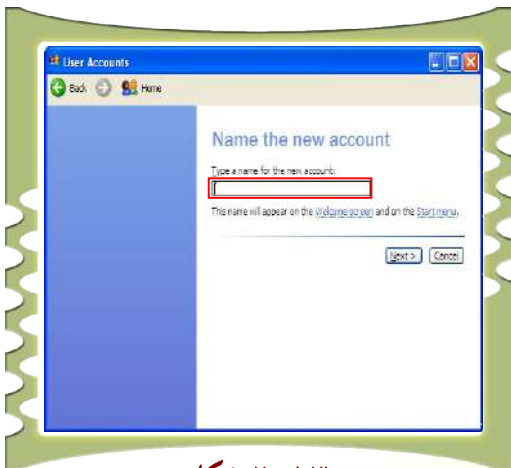 User Accounts
Back Home
Name the new account
Type a name for the new account:
This name will appear on the Welcome screen and on the Start menu.
Next > Cancel